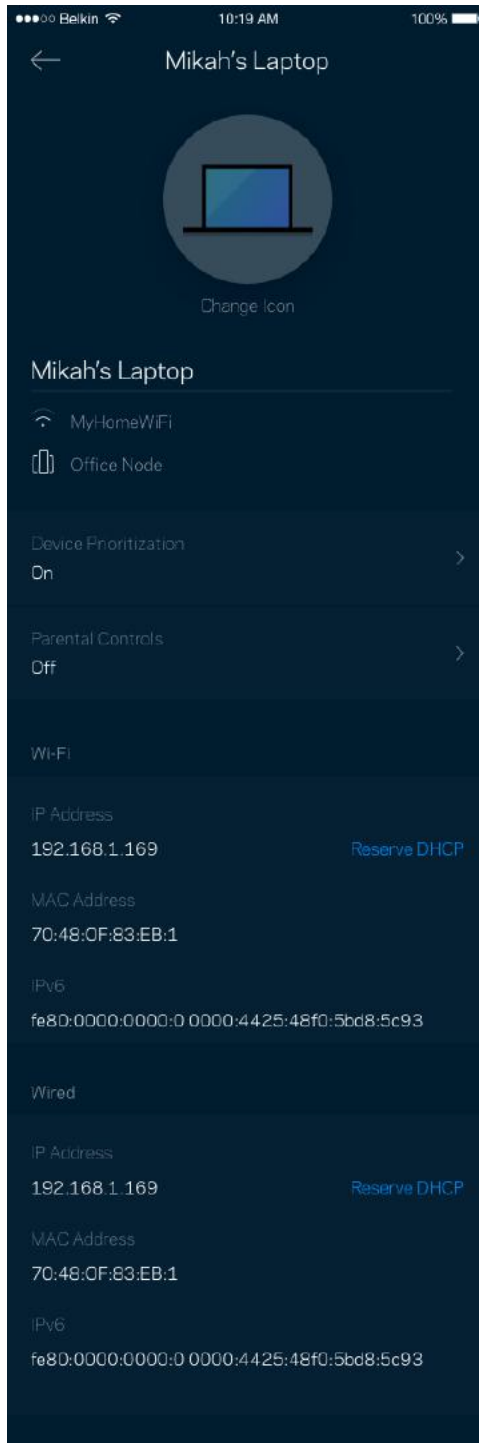 Belkin 10:19 AM 100%
Mikah's Laptop
Change Icon
Mikah's Laptop
MyHomeWiFi
Office Node
Device Prioritization
On
Parental Controls
Off
Wi-Fi
IP Address
192.168.1.169 Reserve DHCP
MAC Address
70:48:0F:83:EB:1
IPv6
fe80:0000:0000:0 0000:4425:48f0:5bd8:5c93
Wired
IP Address
192.168.1.169 Reserve DHCP
MAC Address
70:48:0F:83:EB:1
IPv6
fe80:0000:0000:0 0000:4425:48f0:5bd8:5c93